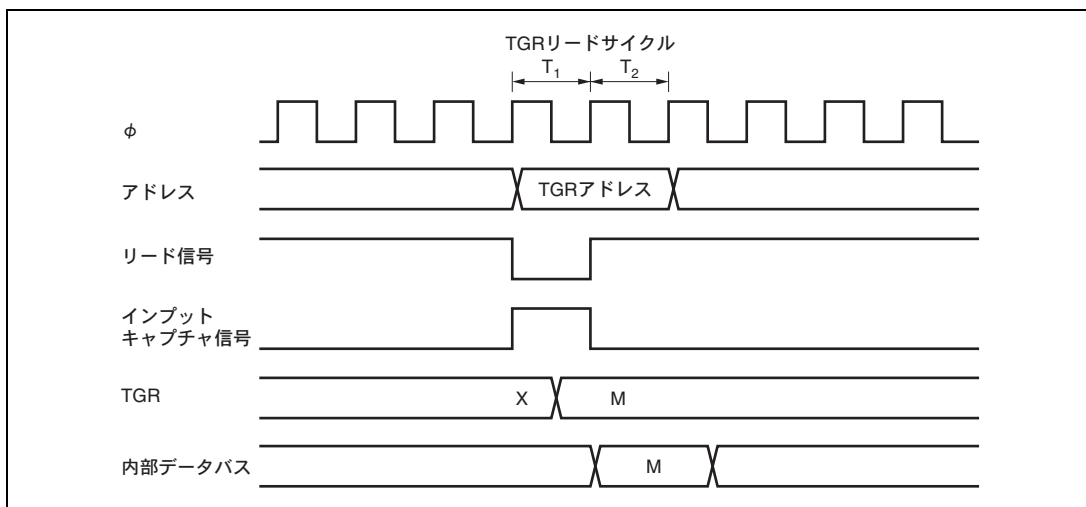 TGRリードサイクル
T1 T2
φ
アドレス TGRアドレス
リード信号
インプット
キャプチャ信号
TGR X M
内部データバス M